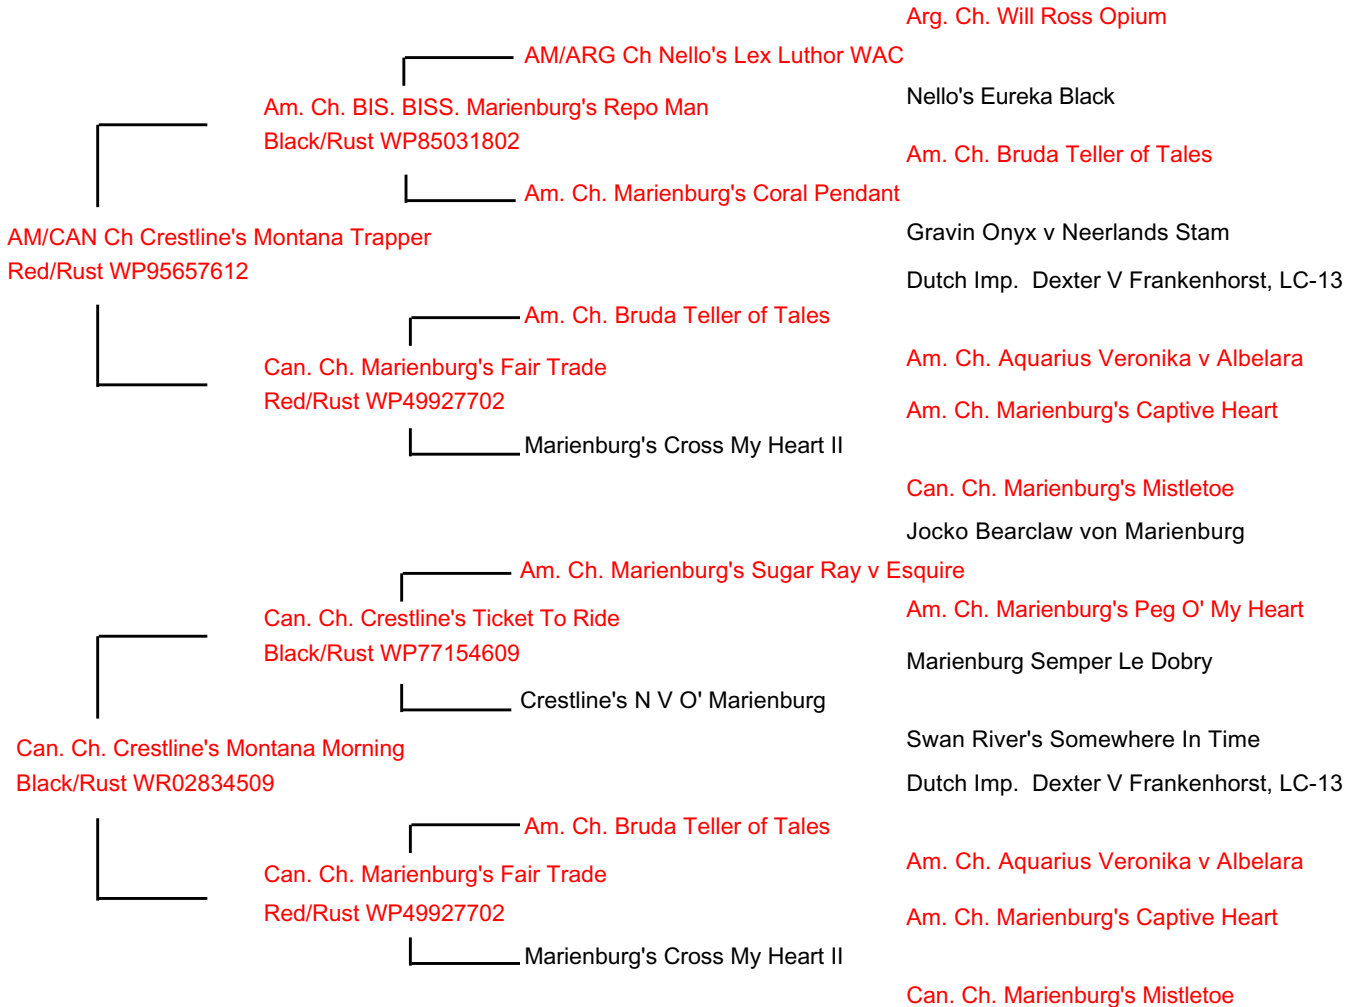 Arg. Ch. Will Ross Opium
AM/ARG Ch Nello's Lex Luthor WAC
Nello's Eureka Black
Am. Ch. BIS. BISS. Marienburg's Repo Man
Black/Rust WP85031802
Am. Ch. Bruda Teller of Tales
Am. Ch. Marienburg's Coral Pendant
Gravin Onyx v Neerlands Stam
AM/CAN Ch Crestline's Montana Trapper
Red/Rust WP95657612
Dutch Imp.  Dexter V Frankenhorst, LC-13
Am. Ch. Bruda Teller of Tales
Am. Ch. Aquarius Veronika v Albelara
Can. Ch. Marienburg's Fair Trade
Red/Rust WP49927702
Am. Ch. Marienburg's Captive Heart
Marienburg's Cross My Heart II
Can. Ch. Marienburg's Mistletoe
Jocko Bearclaw von Marienburg
Am. Ch. Marienburg's Sugar Ray v Esquire
Am. Ch. Marienburg's Peg O' My Heart
Can. Ch. Crestline's Ticket To Ride
Black/Rust WP77154609
Marienburg Semper Le Dobry
Crestline's N V O' Marienburg
Swan River's Somewhere In Time
Can. Ch. Crestline's Montana Morning
Black/Rust WR02834509
Dutch Imp.  Dexter V Frankenhorst, LC-13
Am. Ch. Bruda Teller of Tales
Am. Ch. Aquarius Veronika v Albelara
Can. Ch. Marienburg's Fair Trade
Red/Rust WP49927702
Am. Ch. Marienburg's Captive Heart
Marienburg's Cross My Heart II
Can. Ch. Marienburg's Mistletoe